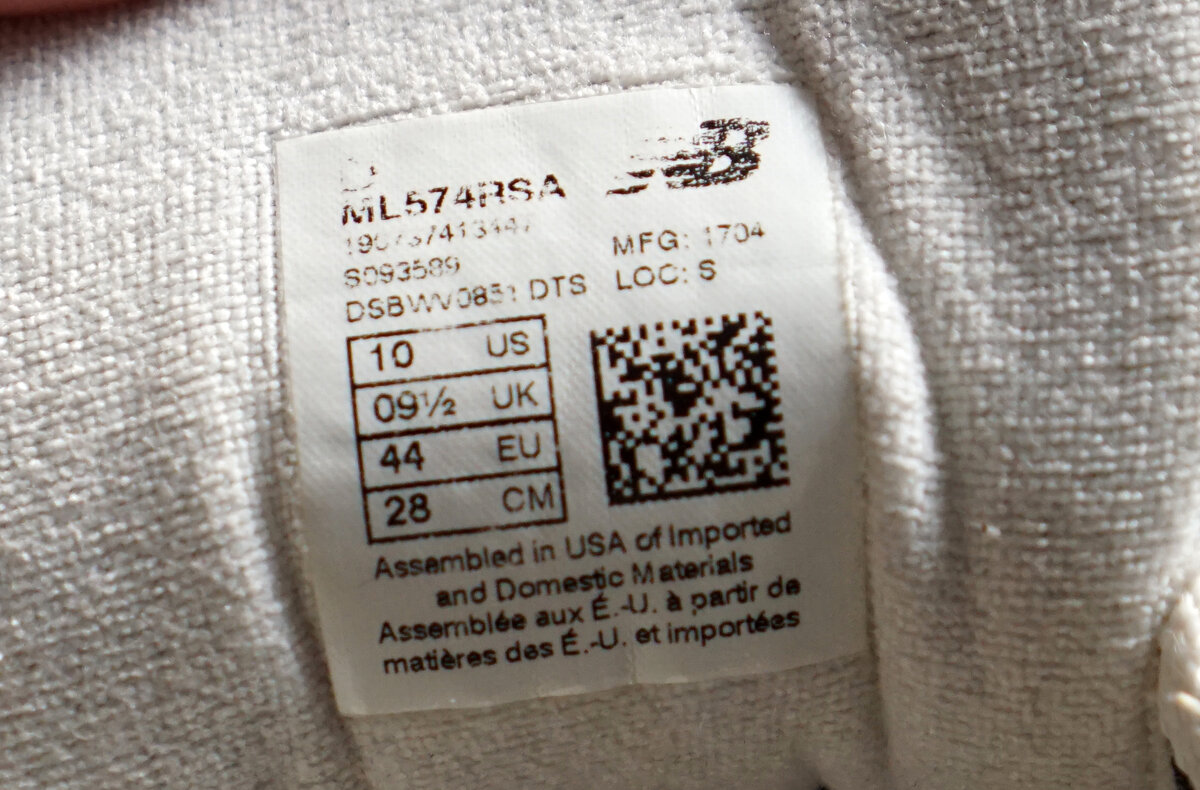 D
ML574RSA
S093589
DTS
MFG: 1704
LOC: S
10 US
09½ UK
44 EU
28 CM
Assembled in USA of Imported
and Domestic Materials
Assemblée aux É.-U. à partir de
matières des É.-U. et importées